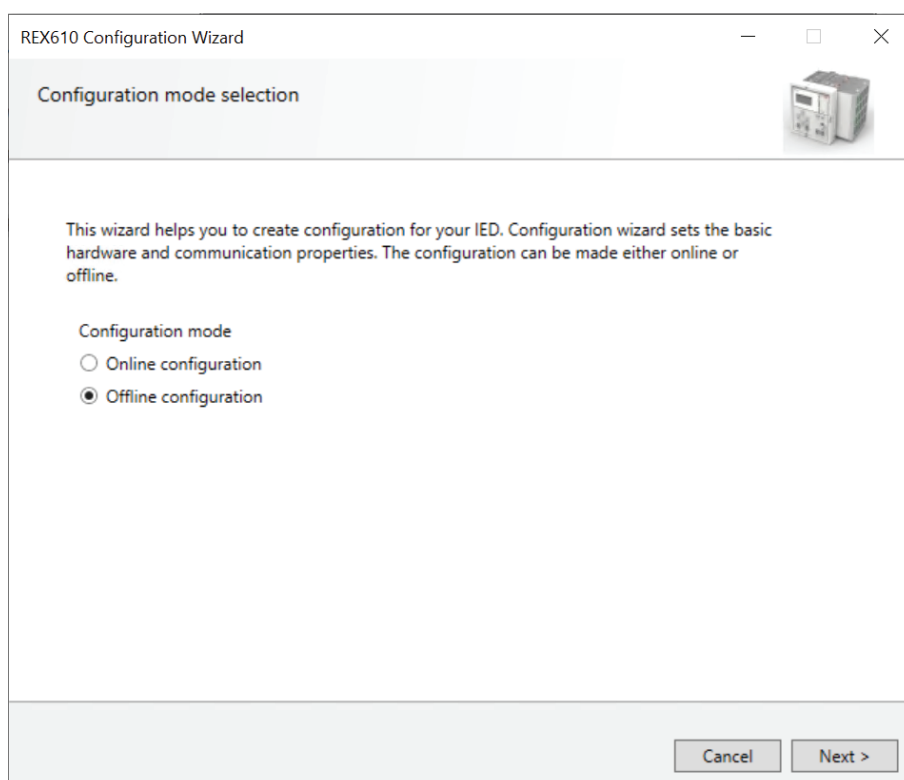 REX610 Configuration Wizard
Configuration mode selection
This wizard helps you to create configuration for your IED. Configuration wizard sets the basic
hardware and communication properties. The configuration can be made either online or
offline.
Configuration mode
Online configuration
Offline configuration
Cancel
Next >